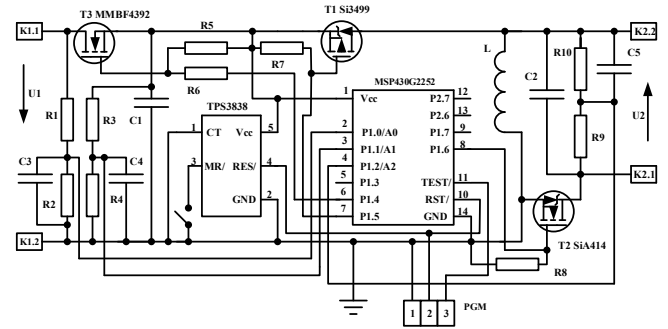 T3 MMBF4392
T1 Si3499
K1.1
K2.2
R5
R7
R6
L
R10
C5
C2
MSP430G2252
U1
TPS3838
1 Vcc P2.7 12
P2.6 13
2 P1.0/A0 P1.7 9
3 P1.1/A1 P1.6 8
4 P1.2/A2
5 P1.3 TEST/ 11
6 P1.4 RST/ 10
7 P1.5 GND 14
R1
R3
C1
1 CT Vcc 5
3 MR/ RES/ 4
GND 2
U2
R9
C3
C4
R2
R4
K2.1
K1.2
T2 SiA414
R8
1 2 3
PGM